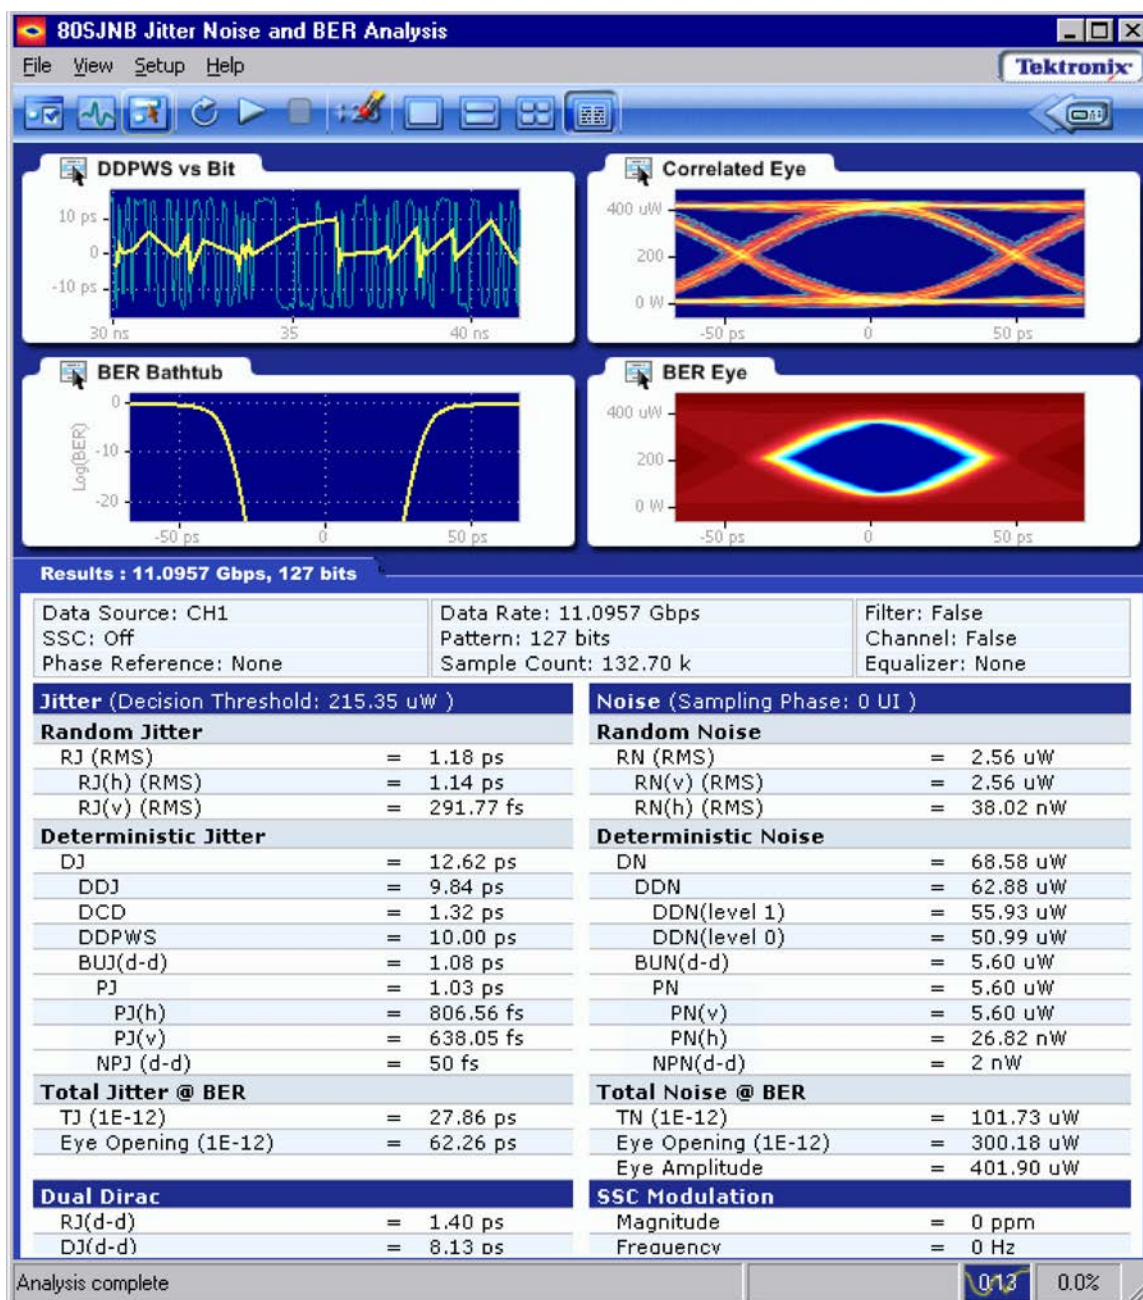 80SJNB Jitter Noise and BER Analysis
File View Setup Help
Tektronix
DDPWS vs Bit
10 ps
0
-10 ps
30 ns 35 40 ns
Correlated Eye
400 uW
200
0 W
-50 ps 0 50 ps
BER Bathtub
Log(BER)
0
-10
-20
-50 ps 0 50 ps
BER Eye
400 uW
200
0 W
-50 ps 0 50 ps
Results : 11.0957 Gbps, 127 bits
Data Source: CH1 Data Rate: 11.0957 Gbps Filter: False
SSC: Off Pattern: 127 bits Channel: False
Phase Reference: None Sample Count: 132.70 k Equalizer: None
Jitter (Decision Threshold: 215.35 uW )
Random Jitter
RJ (RMS) = 1.18 ps
RJ(h) (RMS) = 1.14 ps
RJ(v) (RMS) = 291.77 fs
Deterministic Jitter
DJ = 12.62 ps
DDJ = 9.84 ps
DCD = 1.32 ps
DDPWS = 10.00 ps
BUJ(d-d) = 1.08 ps
PJ = 1.03 ps
PJ(h) = 806.56 fs
PJ(v) = 638.05 fs
NPJ (d-d) = 50 fs
Total Jitter @ BER
TJ (1E-12) = 27.86 ps
Eye Opening (1E-12) = 62.26 ps
Dual Dirac
RJ(d-d) = 1.40 ps
DJ(d-d) = 8.13 ps
Noise (Sampling Phase: 0 UI )
Random Noise
RN (RMS) = 2.56 uW
RN(v) (RMS) = 2.56 uW
RN(h) (RMS) = 38.02 nW
Deterministic Noise
DN = 68.58 uW
DDN = 62.88 uW
DDN(level 1) = 55.93 uW
DDN(level 0) = 50.99 uW
BUN(d-d) = 5.60 uW
PN = 5.60 uW
PN(v) = 5.60 uW
PN(h) = 26.82 nW
NPN(d-d) = 2 nW
Total Noise @ BER
TN (1E-12) = 101.73 uW
Eye Opening (1E-12) = 300.18 uW
Eye Amplitude = 401.90 uW
SSC Modulation
Magnitude = 0 ppm
Frequency = 0 Hz
Analysis complete
0.0%